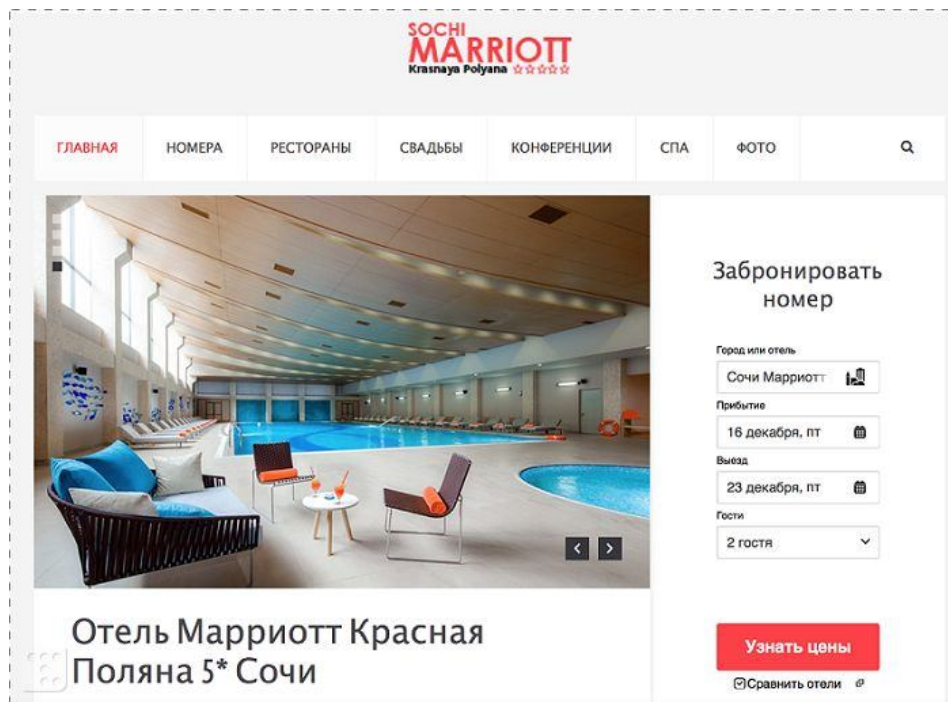 SOCHI
MARRIOTT
Krasnaya Polyana
ГЛАВНАЯ НОМЕРА РЕСТОРАНЫ СВАДЬБЫ КОНФЕРЕНЦИИ СПА ФОТО
Забронировать
номер
Город или отель
Сочи Марриотт
Прибытие
16 декабря, пт
Выезд
23 декабря, пт
Гости
2 гостя
Узнать цены
Сравнить отели
Отель Марриотт Красная
Поляна 5* Сочи